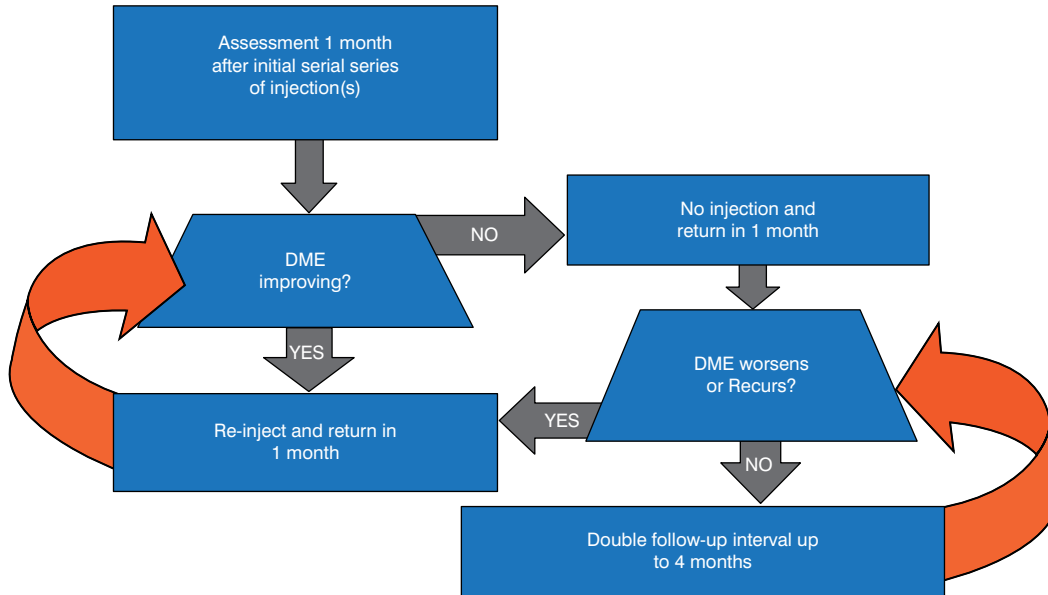 Assessment 1 month
after initial serial series
of injection(s)
NO
No injection and
return in 1 month
DME
improving?
YES
DME worsens
or Recurs?
YES
Re-inject and return in
1 month
NO
Double follow-up interval up
to 4 months